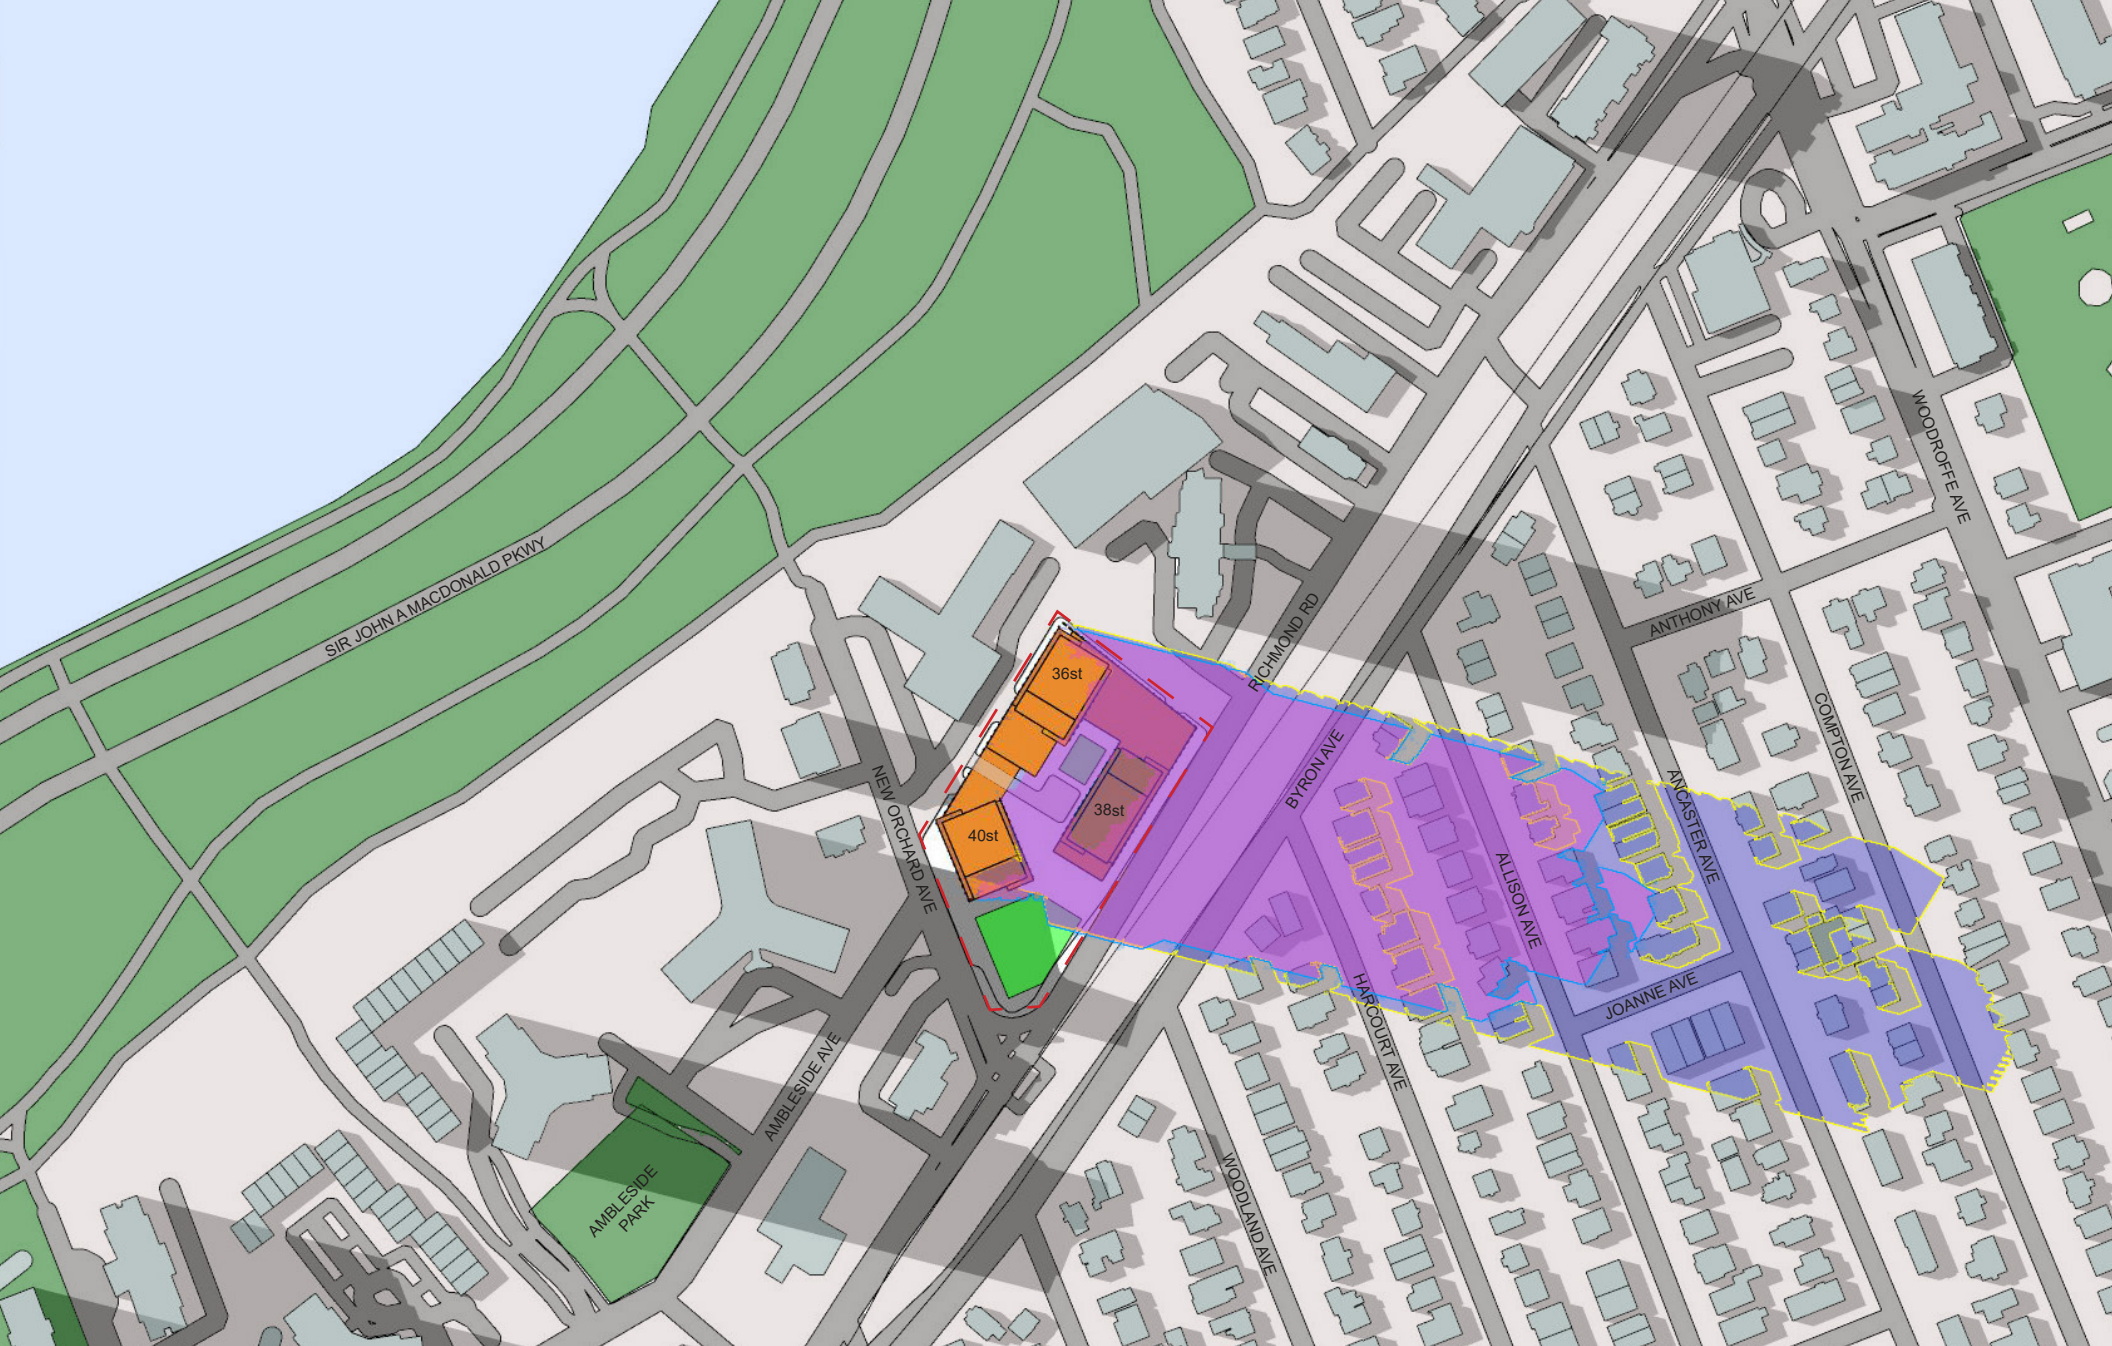 SIR JOHN A MACDONALD PKWY
WOODROFFE AVE
ANTHONY AVE
RICHMOND RD
36st
COMPTON AVE
BYRON AVE
ANCASTER AVE
NEW ORCHARD AVE
38st
40st
ALLISON AVE
JOANNE AVE
HARCOURT AVE
AMBLESIDE AVE
AMBLESIDE
PARK
WOODLAND AVE